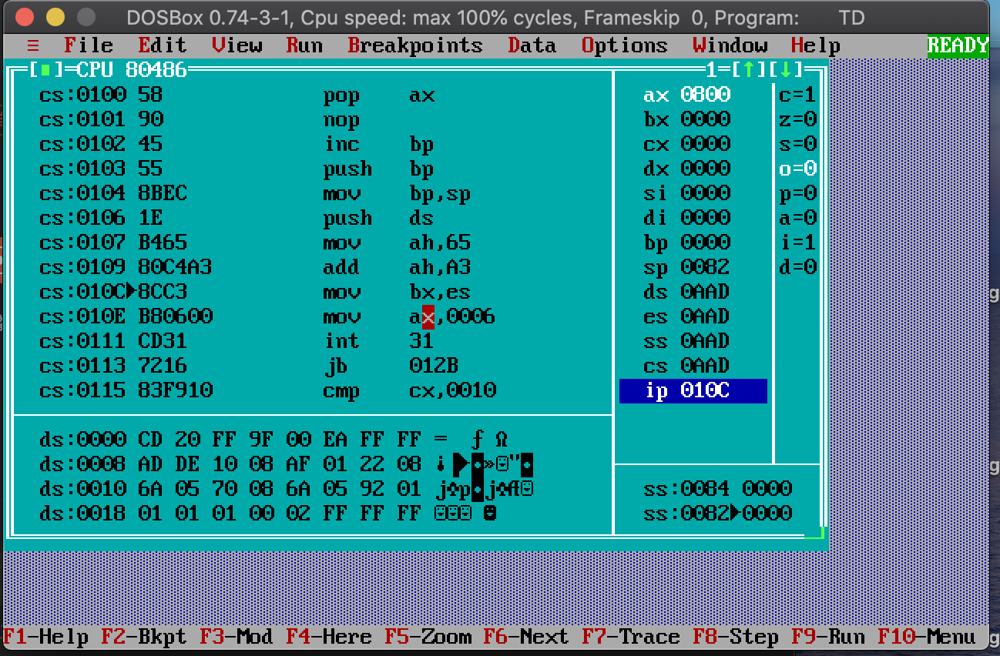 DOSBox 0.74-3-1, Cpu speed: max 100% cycles, Frameskip 0, Program: TD
≡ File Edit View Run Breakpoints Data Options Window Help READY
[■]=CPU 80486 1=[↑][↓]
cs:0100 58 pop ax ax 0800 c=1
cs:0101 90 nop bx 0000 z=0
cs:0102 45 inc bp cx 0000 s=0
cs:0103 55 push bp dx 0000 o=0
cs:0104 8BEC mov bp,sp si 0000 p=0
cs:0106 1E push ds di 0000 a=0
cs:0107 B465 mov ah,65 bp 0000 i=1
cs:0109 80C4A3 add ah,A3 sp 0082 d=0
cs:010C►8CC3 mov bx,es ds 0AAD
cs:010E B80600 mov ax,0006 es 0AAD
cs:0111 CD31 int 31 ss 0AAD
cs:0113 7216 jb 012B cs 0AAD
cs:0115 83F910 cmp cx,0010 ip 010C
ds:0000 CD 20 FF 9F 00 EA FF FF = ƒ Ω
ds:0008 AD DE 10 08 AF 01 22 08 ¡ ►◘»☺"◘
ds:0010 6A 05 70 08 6A 05 92 01 j♣p◘j♣Æ☺ ss:0084 0000
ds:0018 01 01 01 00 02 FF FF FF ☺☺☺ ☻ ss:0082►0000
F1-Help F2-Bkpt F3-Mod F4-Here F5-Zoom F6-Next F7-Trace F8-Step F9-Run F10-Menu